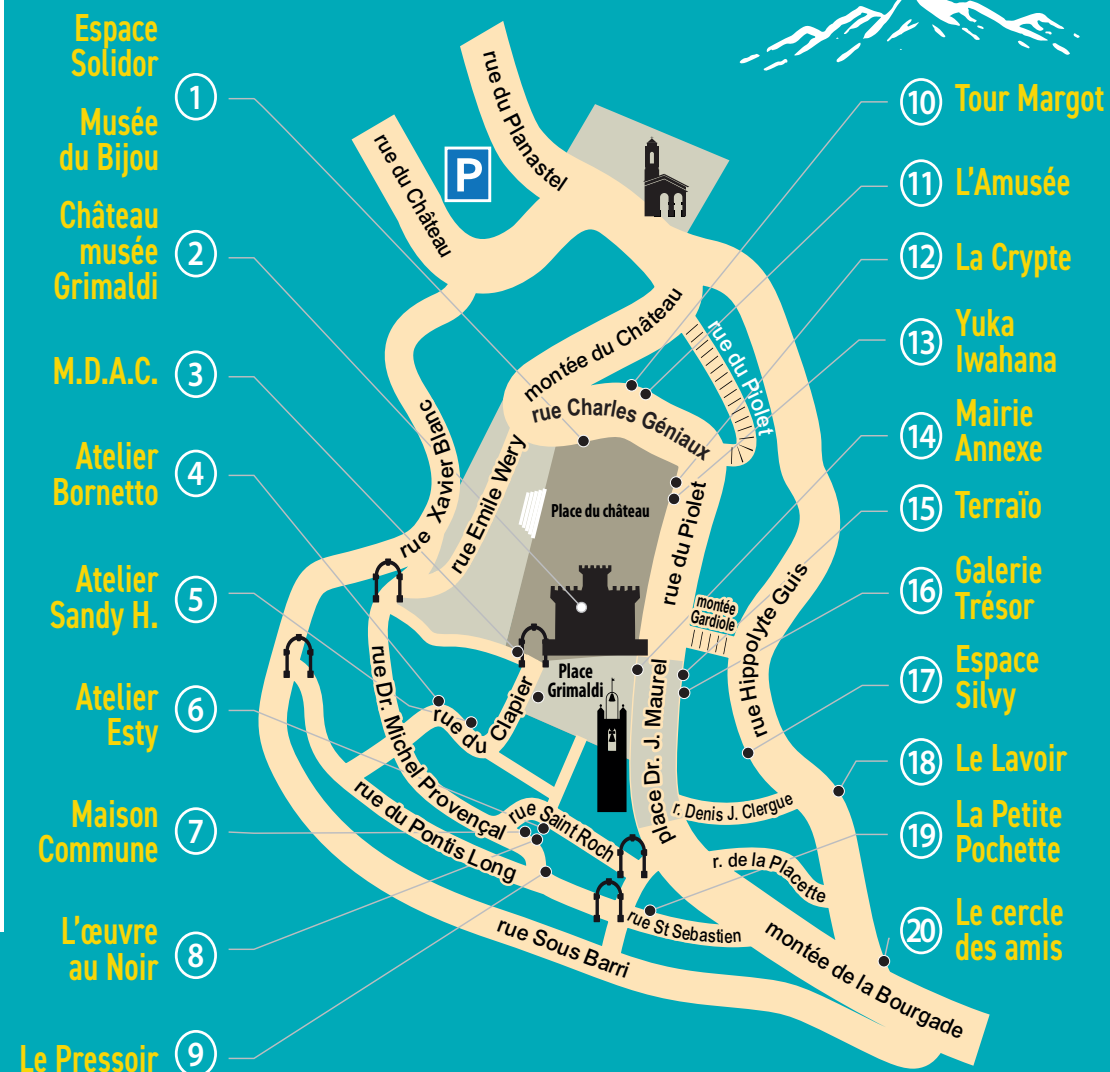 Espace
Solidor
1
Musée
du Bijou
Château
musée
Grimaldi
2
M.D.A.C.
3
Atelier
Bornetto
4
Atelier
Sandy H.
5
Atelier
Esty
6
Maison
Commune
7
L'œuvre
au Noir
8
Le Pressoir
9
rue du Planastel
rue du Château
P
montée du Château
rue du Piolet
rue Charles Géniaux
rue Xavier Blanc
rue Emile Wery
Place du château
rue du Piolet
montée
Gardiole
rue Hippolyte Guis
Place
Grimaldi
rue du Clapier
rue Dr. Michel Provençal
place Dr. J. Maurel
r. Denis J. Clergue
rue Saint Roch
rue du Pontis Long
r. de la Placette
rue St Sebastien
rue Sous Barri
montée de la Bourgade
10
Tour Margot
11
L'Amusée
12
La Crypte
13
Yuka
Iwahana
14
Mairie
Annexe
15
Terraïo
16
Galerie
Trésor
17
Espace
Silvy
18
Le Lavoir
19
La Petite
Pochette
20
Le cercle
des amis